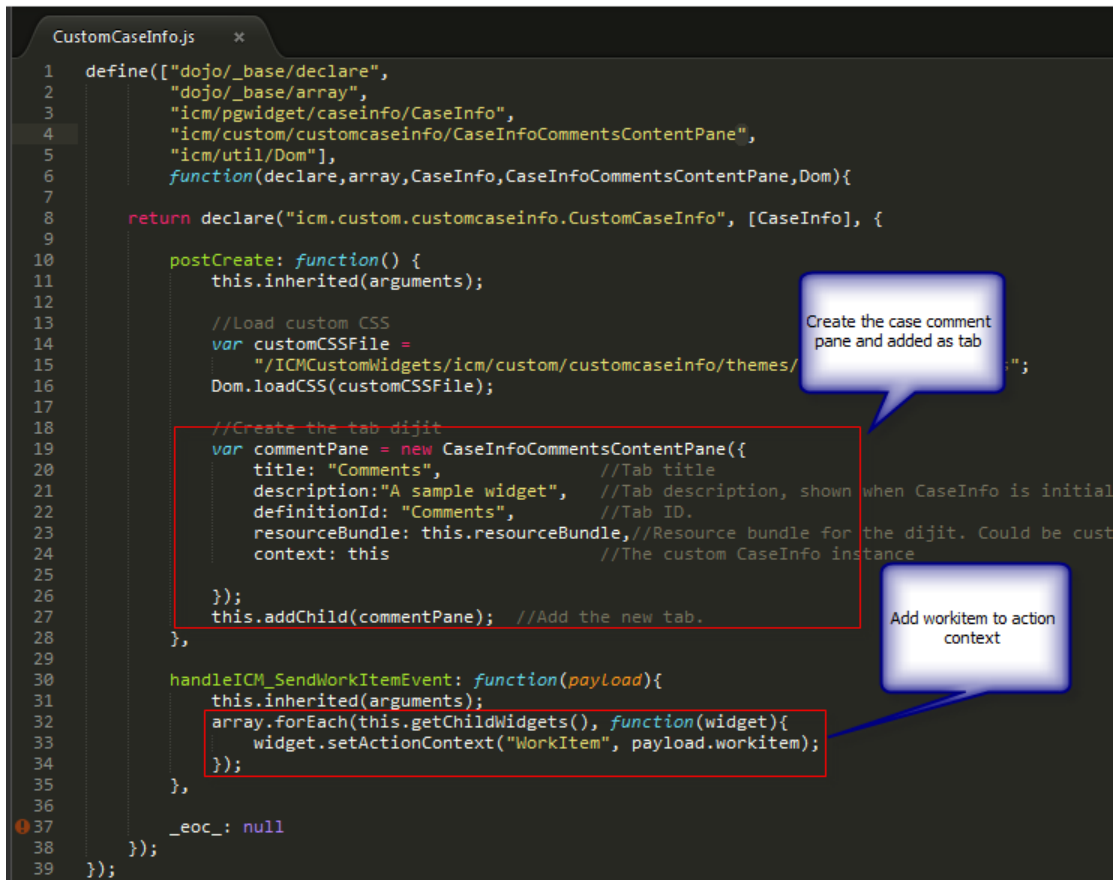 CustomCaseInfo.js ×
1 define(["dojo/_base/declare",
2 "dojo/_base/array",
3 "icm/pgwidget/caseinfo/CaseInfo",
4 "icm/custom/customcaseinfo/CaseInfoCommentsContentPane",
5 "icm/util/Dom"],
6 function(declare,array,CaseInfo,CaseInfoCommentsContentPane,Dom){
7
8 return declare("icm.custom.customcaseinfo.CustomCaseInfo", [CaseInfo], {
9
10 postCreate: function() {
11 this.inherited(arguments);
12
13 //Load custom CSS
14 var customCSSFile =
15 "/ICMCustomWidgets/icm/custom/customcaseinfo/themes/ ";
16 Dom.loadCSS(customCSSFile);
17
18 //Create the tab dijit
19 var commentPane = new CaseInfoCommentsContentPane({
20 title: "Comments", //Tab title
21 description:"A sample widget", //Tab description, shown when CaseInfo is initial
22 definitionId: "Comments", //Tab ID.
23 resourceBundle: this.resourceBundle,//Resource bundle for the dijit. Could be cust
24 context: this //The custom CaseInfo instance
25
26 });
27 this.addChild(commentPane); //Add the new tab.
28 },
29
30 handleICM_SendWorkItemEvent: function(payload){
31 this.inherited(arguments);
32 array.forEach(this.getChildWidgets(), function(widget){
33 widget.setActionContext("WorkItem", payload.workitem);
34 });
35 },
36
37 _eoc_: null
38 });
39 });
Create the case comment
pane and added as tab
Add workitem to action
context